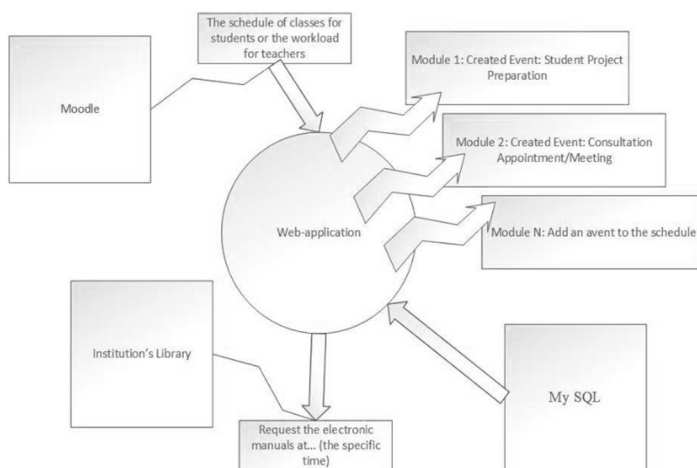 The schedule of classes for
students or the workload
for teachers
Moodle
Module 1: Created Event: Student Project
Preparation
Module 2: Created Event: Consultation
Appointment/Meeting
Web-application
Module N: Add an avent to the schedule
Institution's Library
My SQL
Request the electronic
manuals at... (the specific
time)